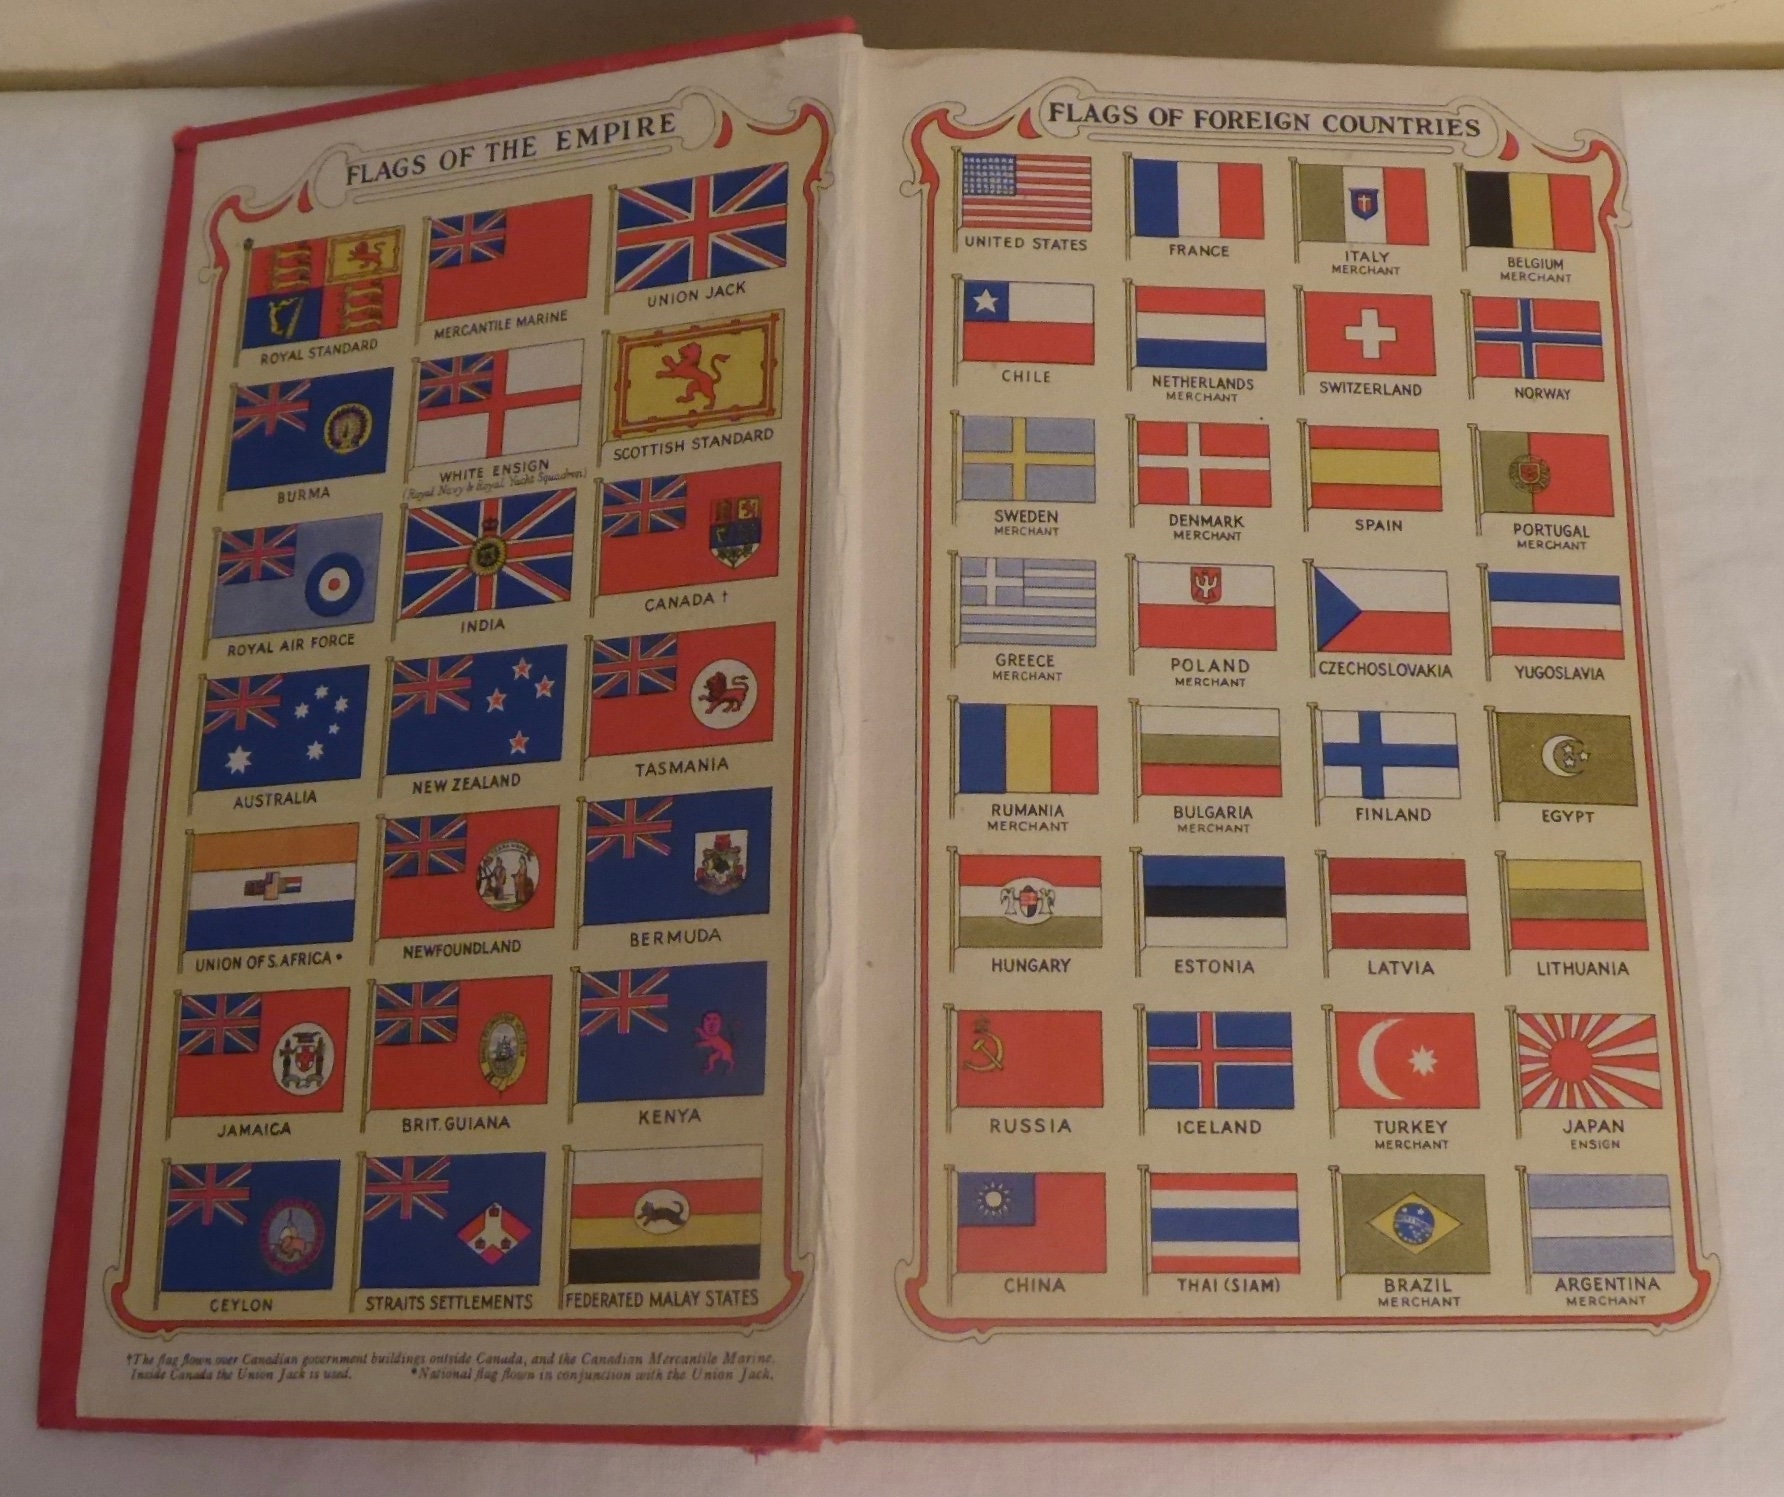 FLAGS OF THE EMPIRE
ROYAL STANDARD
MERCANTILE MARINE
UNION JACK
BURMA
WHITE ENSIGN
(Royal Navy & Royal Yacht Squadron)
SCOTTISH STANDARD
ROYAL AIR FORCE
INDIA
CANADA †
AUSTRALIA
NEW ZEALAND
TASMANIA
UNION OF S. AFRICA •
NEWFOUNDLAND
BERMUDA
JAMAICA
BRIT. GUIANA
KENYA
CEYLON
STRAITS SETTLEMENTS
FEDERATED MALAY STATES
†The flag flown over Canadian government buildings outside Canada, and the Canadian Mercantile Marine.
Inside Canada the Union Jack is used. •National flag flown in conjunction with the Union Jack.
FLAGS OF FOREIGN COUNTRIES
UNITED STATES
FRANCE
ITALY
MERCHANT
BELGIUM
MERCHANT
CHILE
NETHERLANDS
MERCHANT
SWITZERLAND
NORWAY
SWEDEN
MERCHANT
DENMARK
MERCHANT
SPAIN
PORTUGAL
MERCHANT
GREECE
MERCHANT
POLAND
MERCHANT
CZECHOSLOVAKIA
YUGOSLAVIA
RUMANIA
MERCHANT
BULGARIA
MERCHANT
FINLAND
EGYPT
HUNGARY
ESTONIA
LATVIA
LITHUANIA
RUSSIA
ICELAND
TURKEY
MERCHANT
JAPAN
ENSIGN
CHINA
THAI (SIAM)
BRAZIL
MERCHANT
ARGENTINA
MERCHANT